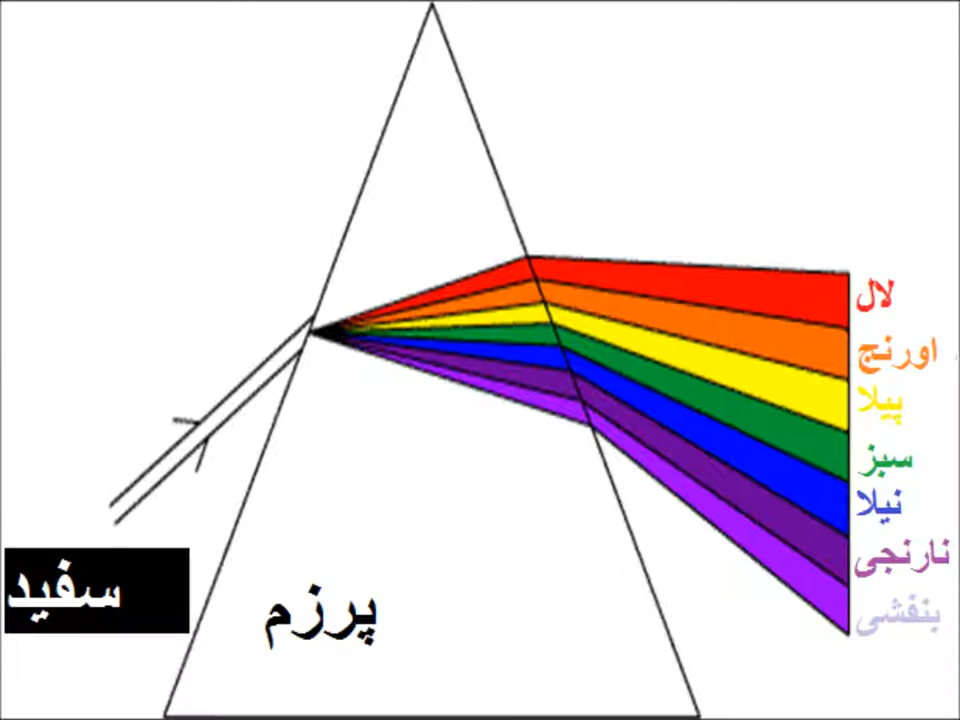 لال
اورنج
پیلا
سبز
نیلا
نارنجی
بنفشی
سفید
پرزم